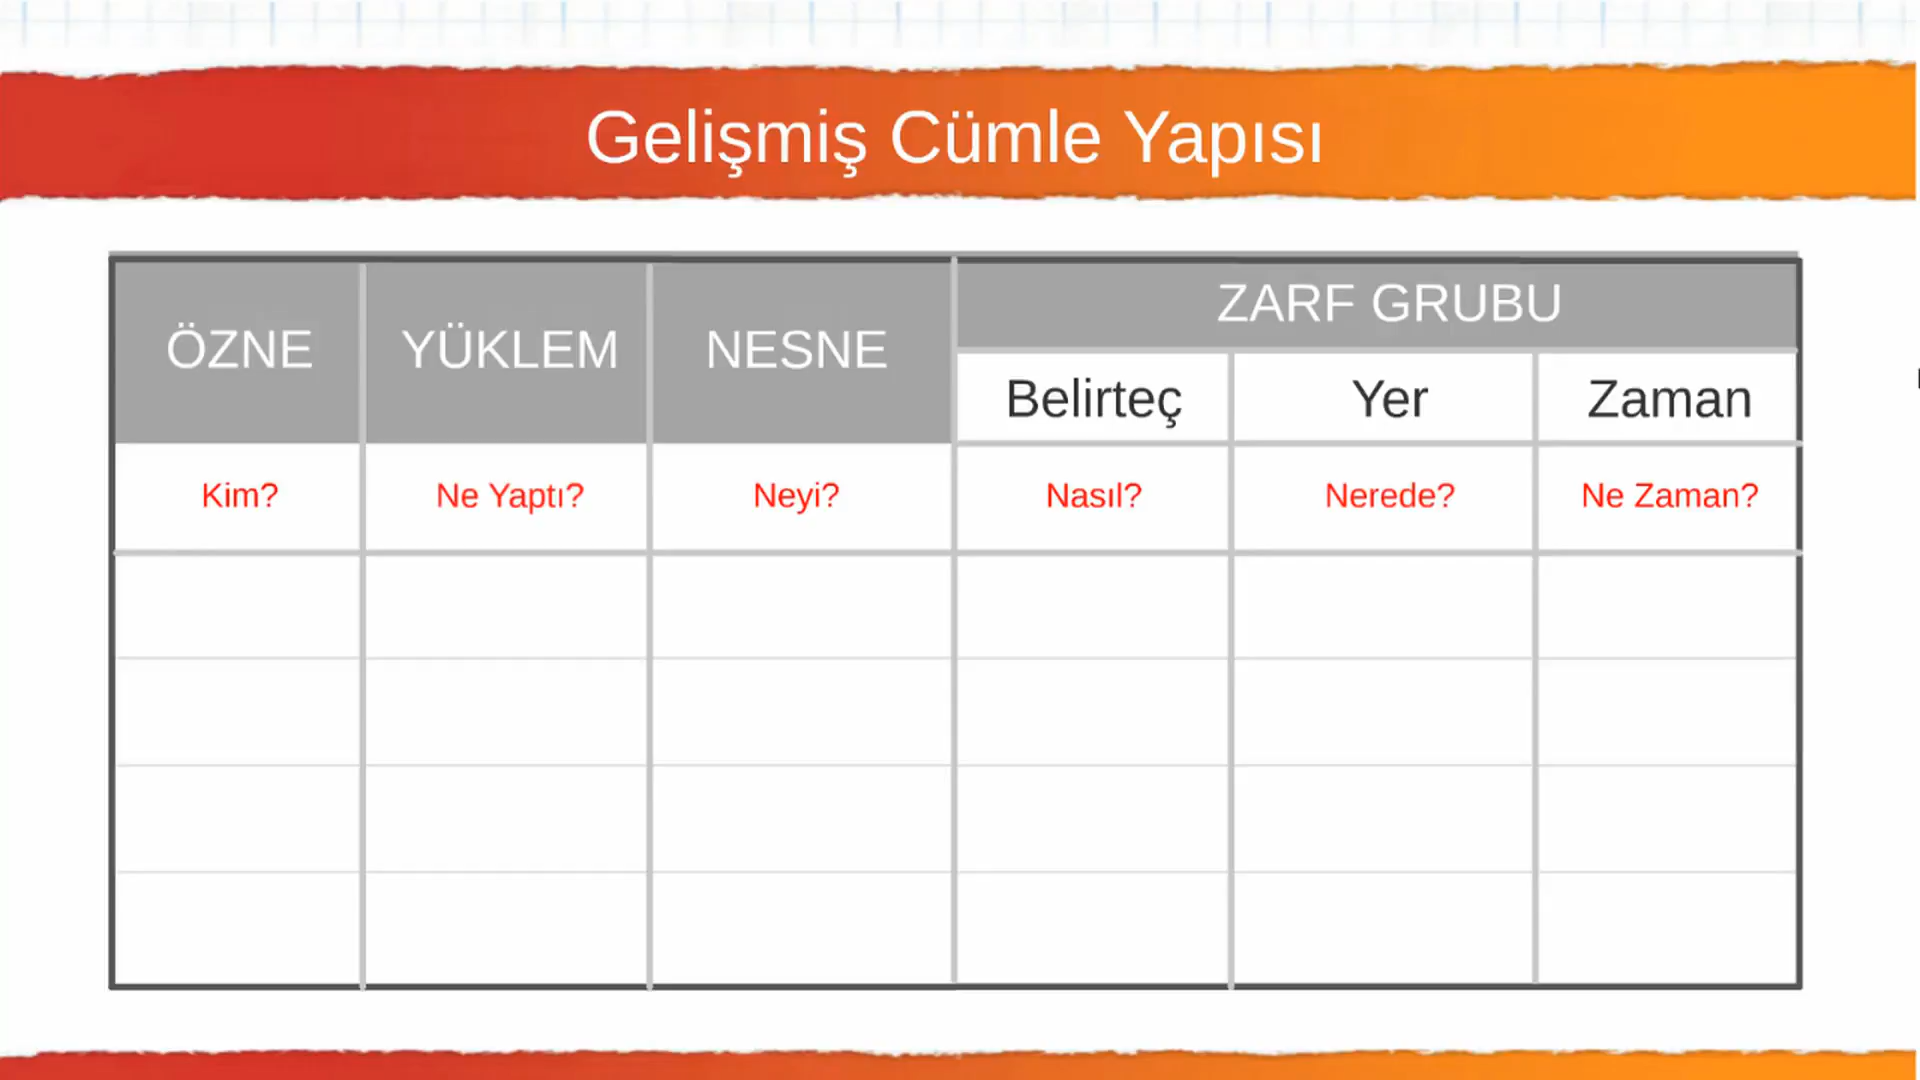 Gelişmiş Cümle Yapısı
ÖZNE YÜKLEM NESNE ZARF GRUBU
Belirteç Yer Zaman
Kim? Ne Yaptı? Neyi? Nasıl? Nerede? Ne Zaman?